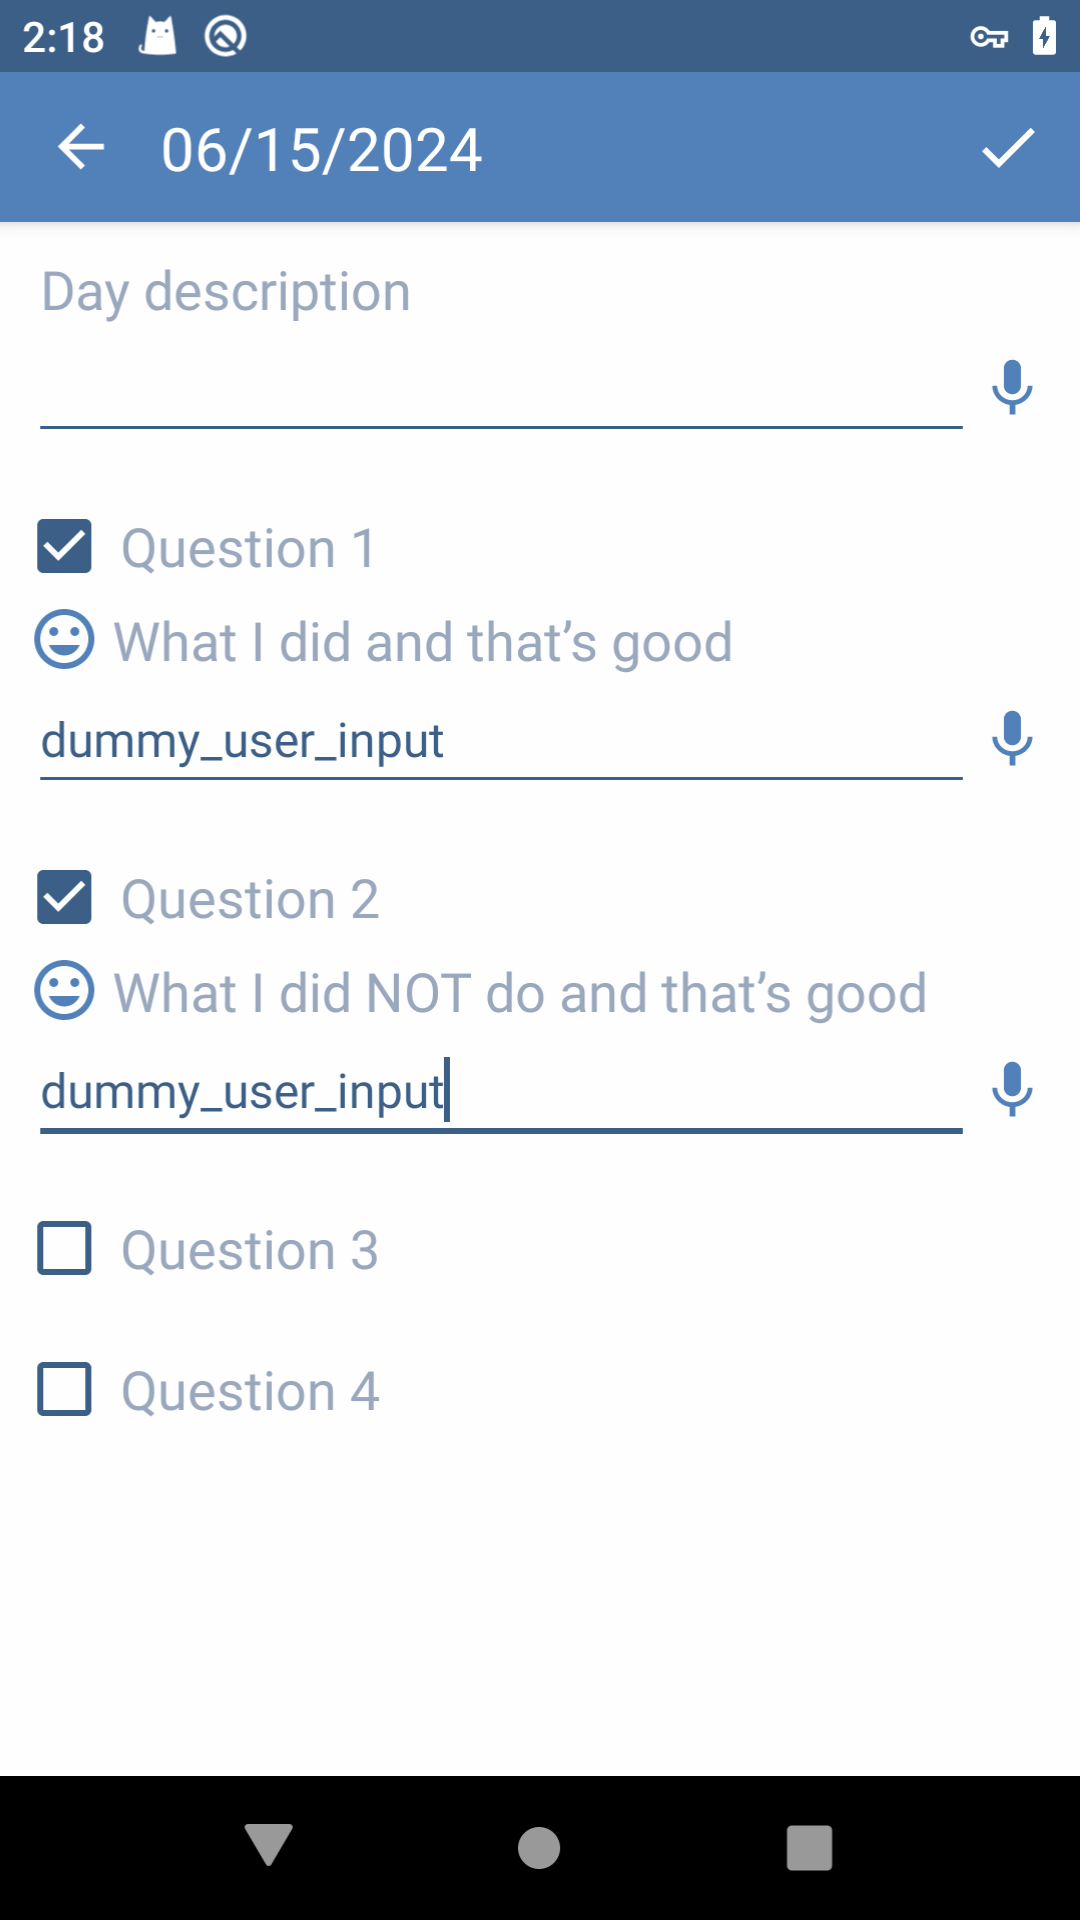 2:18
06/15/2024
Day description
Question 1
What I did and that’s good
dummy_user_input
Question 2
What I did NOT do and that’s good
dummy_user_input
Question 3
Question 4